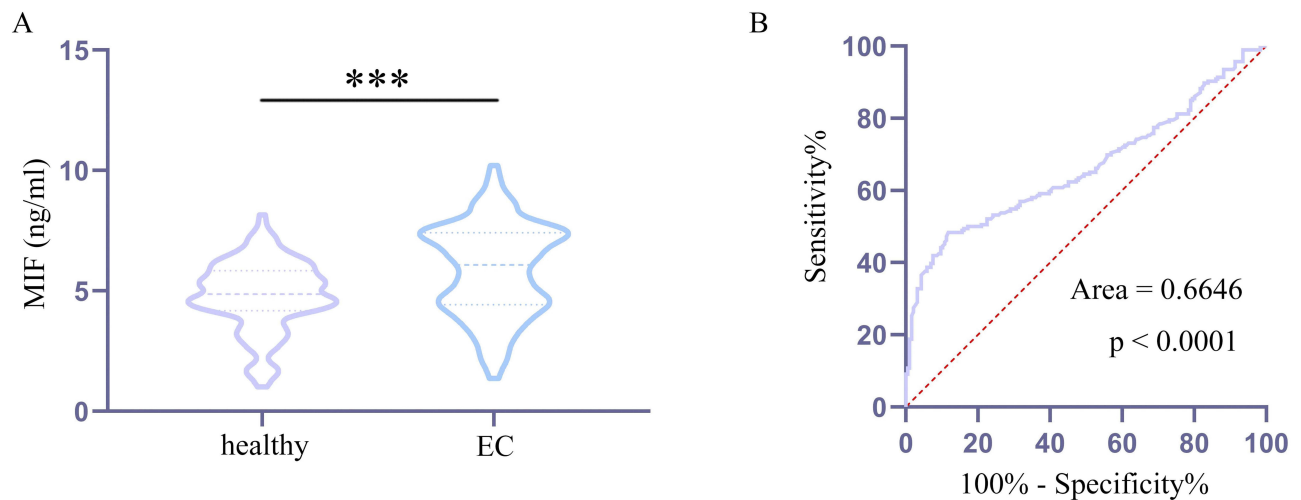 A
MIF (ng/ml)
15
10
5
0
***
healthy
EC
B
Sensitivity%
100
80
60
40
20
0
Area = 0.6646
p < 0.0001
0 20 40 60 80 100
100% - Specificity%